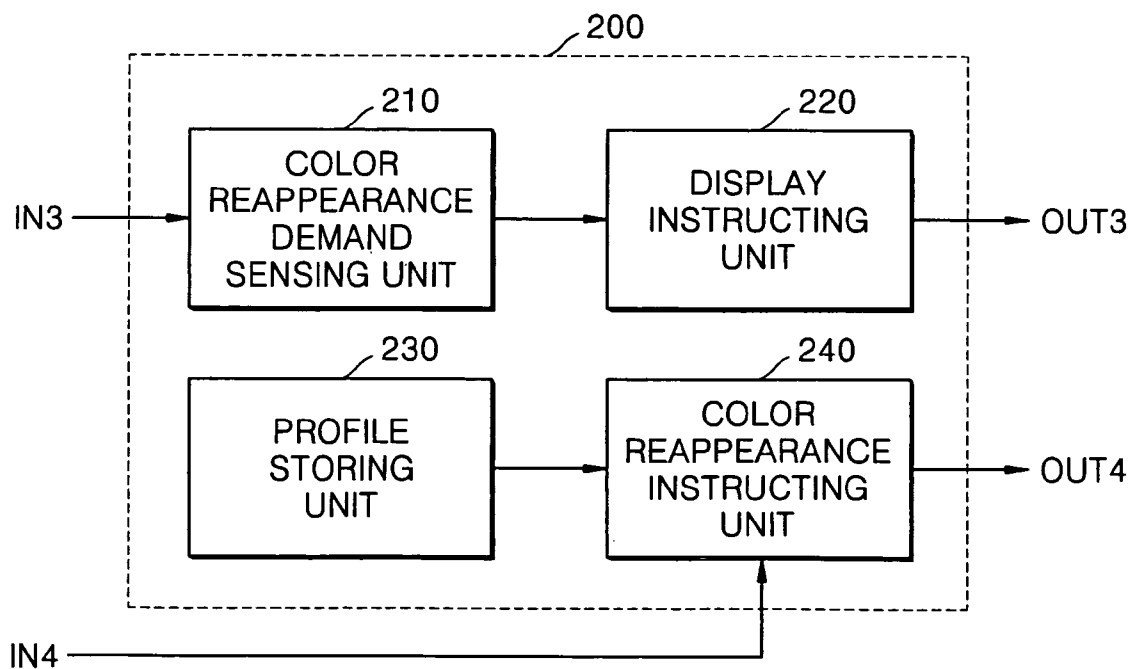 200
210
220
COLOR
REAPPEARANCE
DEMAND
SENSING UNIT
DISPLAY
INSTRUCTING
UNIT
IN3
OUT3
230
240
PROFILE
STORING
UNIT
COLOR
REAPPEARANCE
INSTRUCTING
UNIT
OUT4
IN4